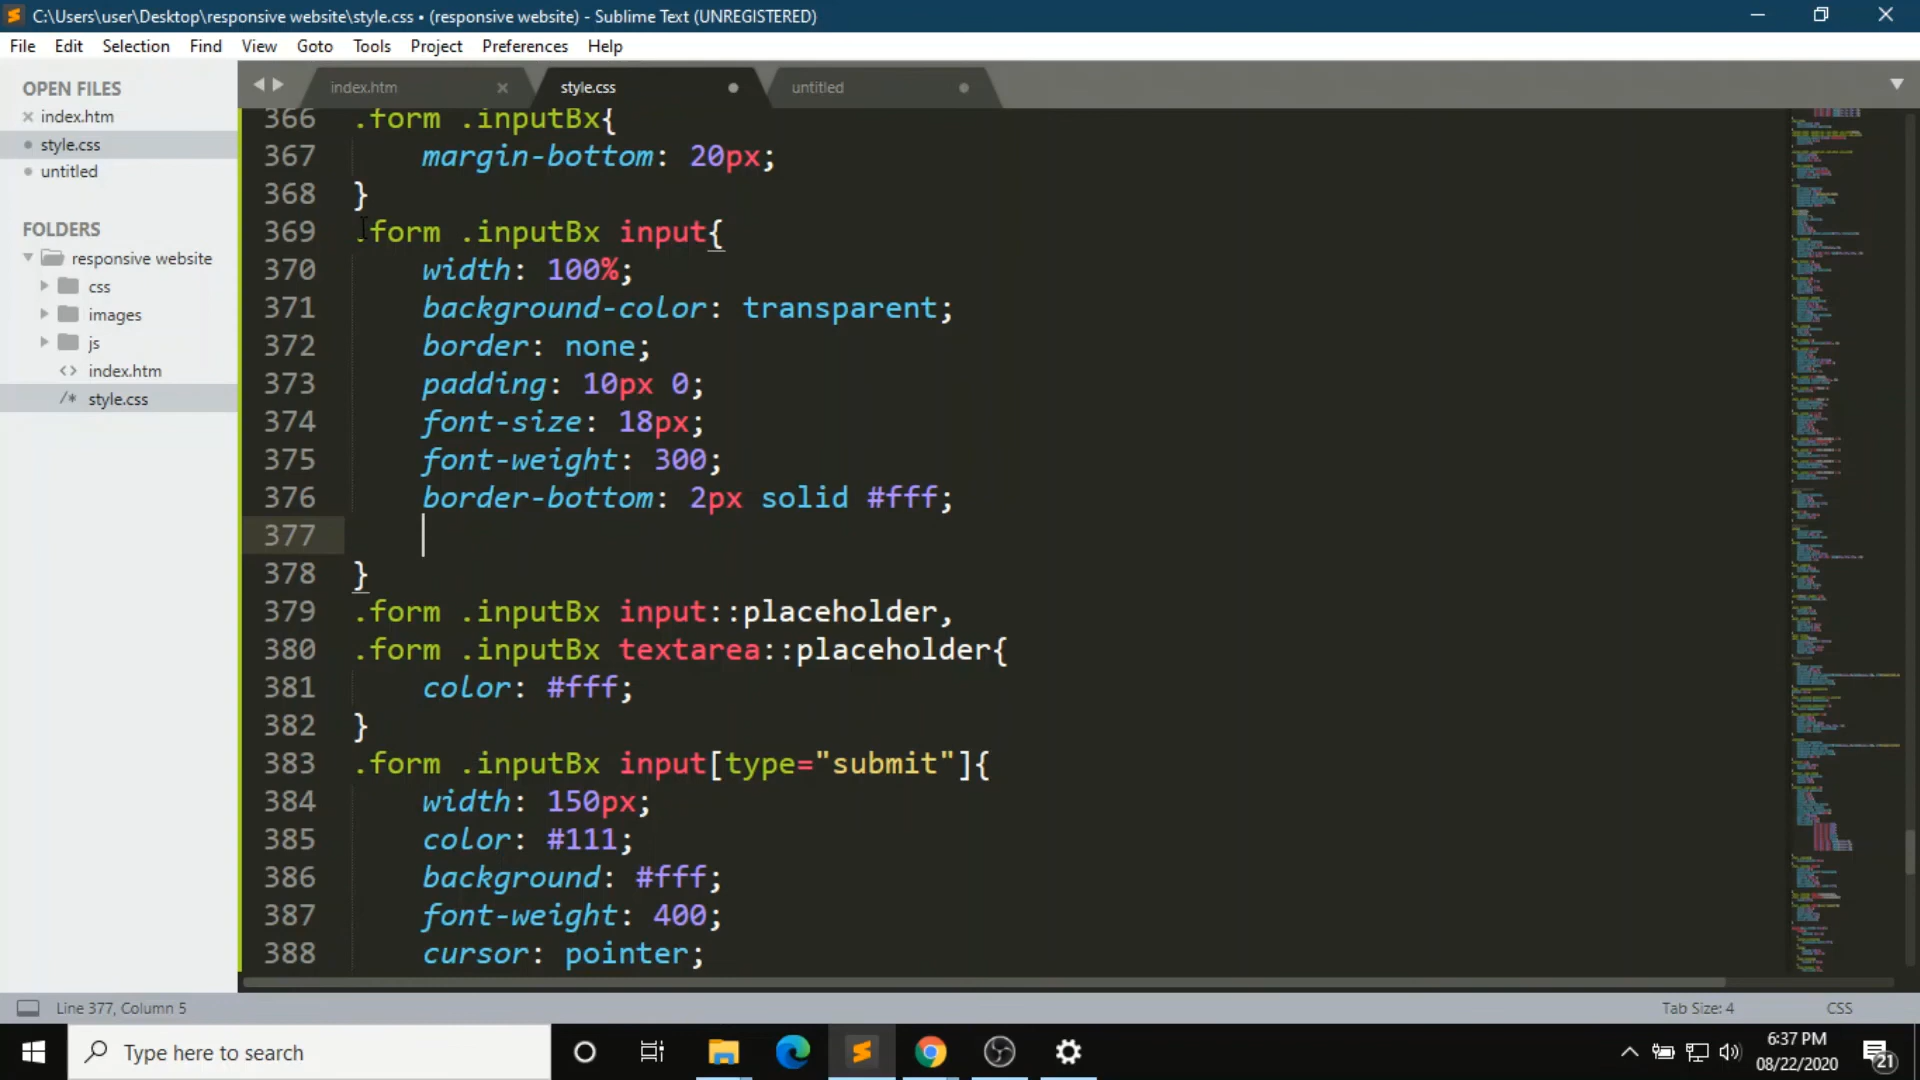 C:\Users\user\Desktop\responsive website\style.css • (responsive website) - Sublime Text (UNREGISTERED)
File Edit Selection Find View Goto Tools Project Preferences Help
OPEN FILES
index.htm
style.css
untitled
FOLDERS
responsive website
css
images
js
index.htm
style.css
index.htm
style.css
untitled
366 .form .inputBx{
367 margin-bottom: 20px;
368 }
369 .form .inputBx input{
370 width: 100%;
371 background-color: transparent;
372 border: none;
373 padding: 10px 0;
374 font-size: 18px;
375 font-weight: 300;
376 border-bottom: 2px solid #fff;
377
378 }
379 .form .inputBx input::placeholder,
380 .form .inputBx textarea::placeholder{
381 color: #fff;
382 }
383 .form .inputBx input[type="submit"]{
384 width: 150px;
385 color: #111;
386 background: #fff;
387 font-weight: 400;
388 cursor: pointer;
Line 377, Column 5
Tab Size: 4
CSS
Type here to search
6:37 PM
08/22/2020
21